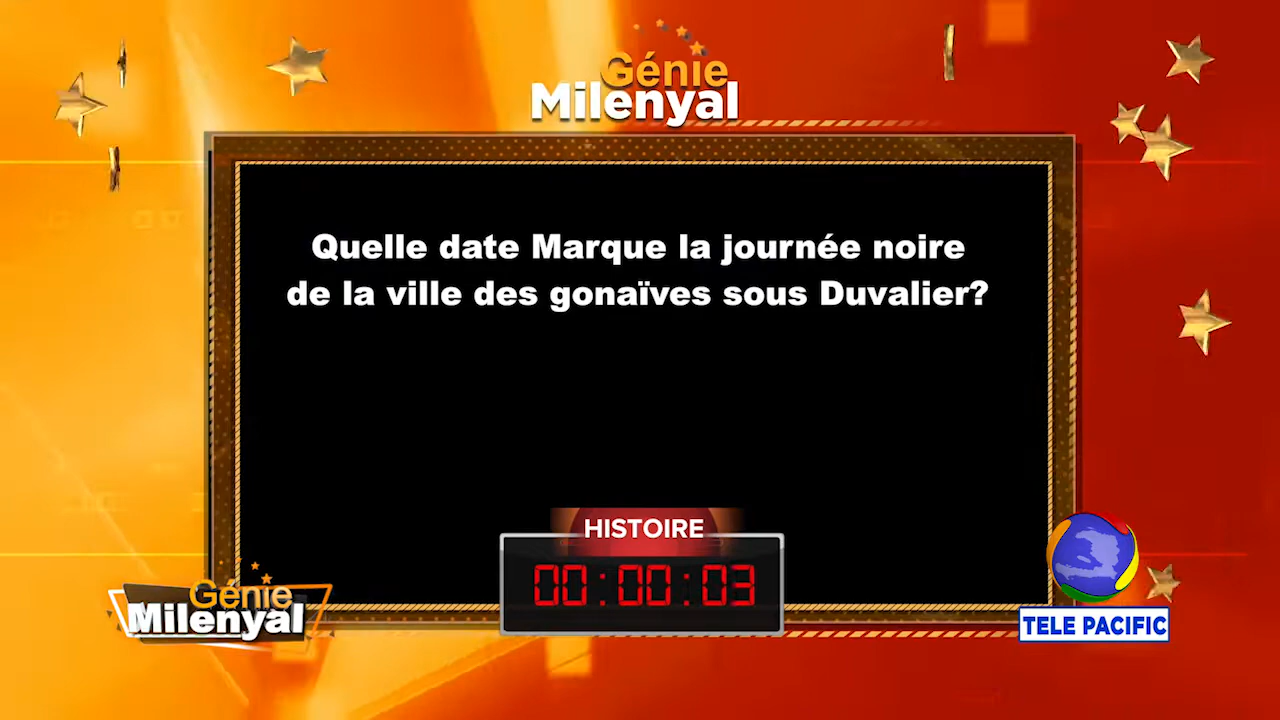 Génie
Milenyal
Quelle date Marque la journée noire
de la ville des gonaïves sous Duvalier?
HISTOIRE
00:00:03
Génie
Milenyal
TELE PACIFIC